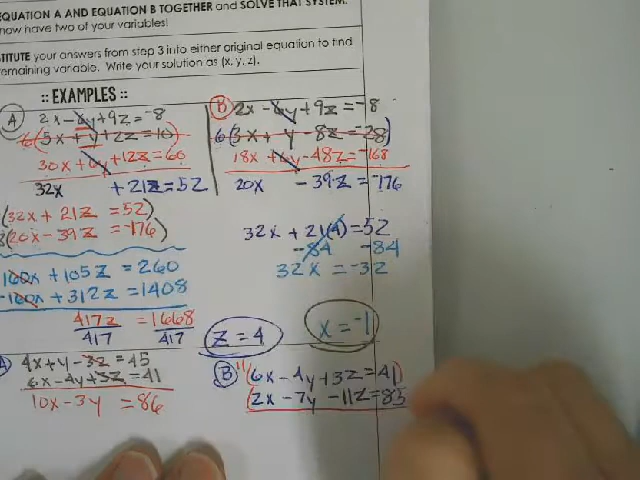 EQUATION A AND EQUATION B TOGETHER and SOLVE THAT SYSTEM.
now have two of your variables!
TITUTE your answers from step 3 into either original equation to find
remaining variable. Write your solution as (x, y, z).
:: EXAMPLES ::
A 2x-6y+9z=-8
6(5x+y+2z=10)
30x+6y+12z=60
32x +21z=52
(32x+21z=52)
8(20x-39z=-176)
160x+105z=260
-160x+312z=1408
417z=1668
417 417
z=4
B 2x-6y+9z=-8
6(3x+y-8z=-28)
18x+6y-48z=-168
20x -39z=-176
32x+21(4)=52
-84 -84
32x=-32
x=-1
A 4x+y-3z=45
6x-4y+3z=41
10x-3y =86
B 11(6x-4y+3z=41)
(2x-7y-11z=83